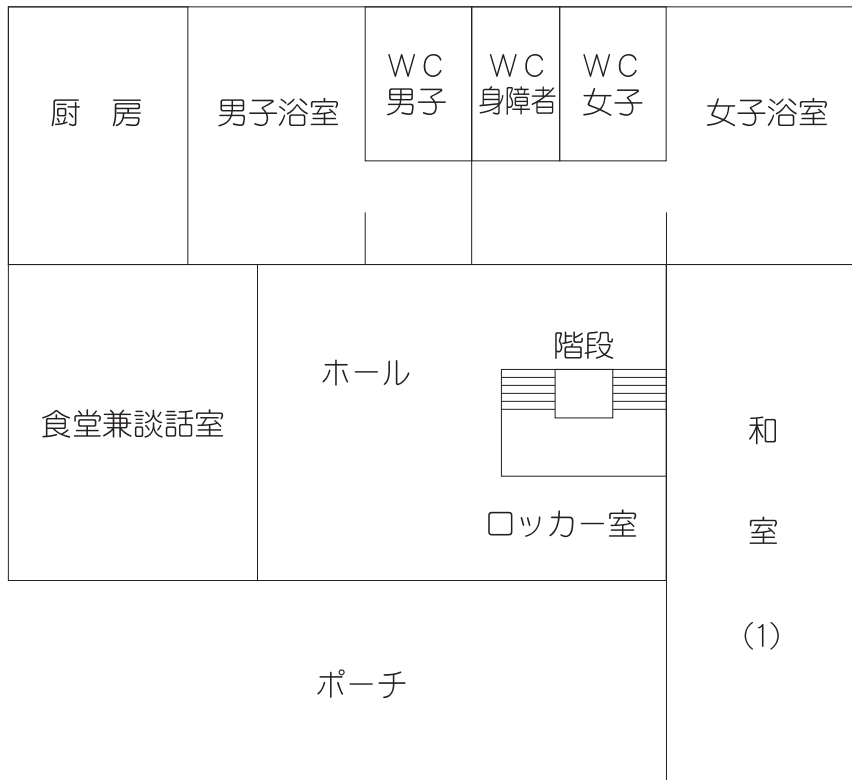 厨 房
男子浴室
WC
男子
WC
身障者
WC
女子
女子浴室
階段
ホール
食堂兼談話室
ロッカー室
和
室
(1)
ポーチ